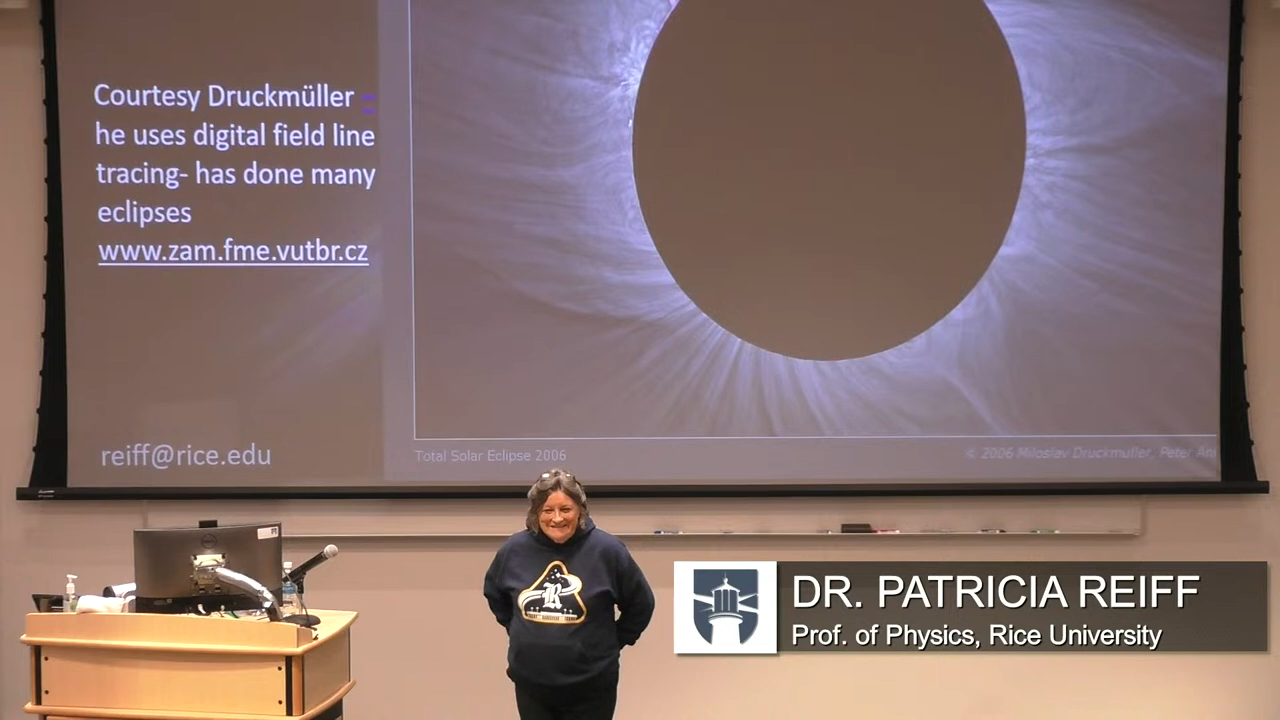 Courtesy Druckmüller -
he uses digital field line
tracing- has done many
eclipses
www.zam.fme.vutbr.cz
reiff@rice.edu
Total Solar Eclipse 2006
© 2006 Miloslav Druckmuller, Peter
R
DR. PATRICIA REIFF
Prof. of Physics, Rice University